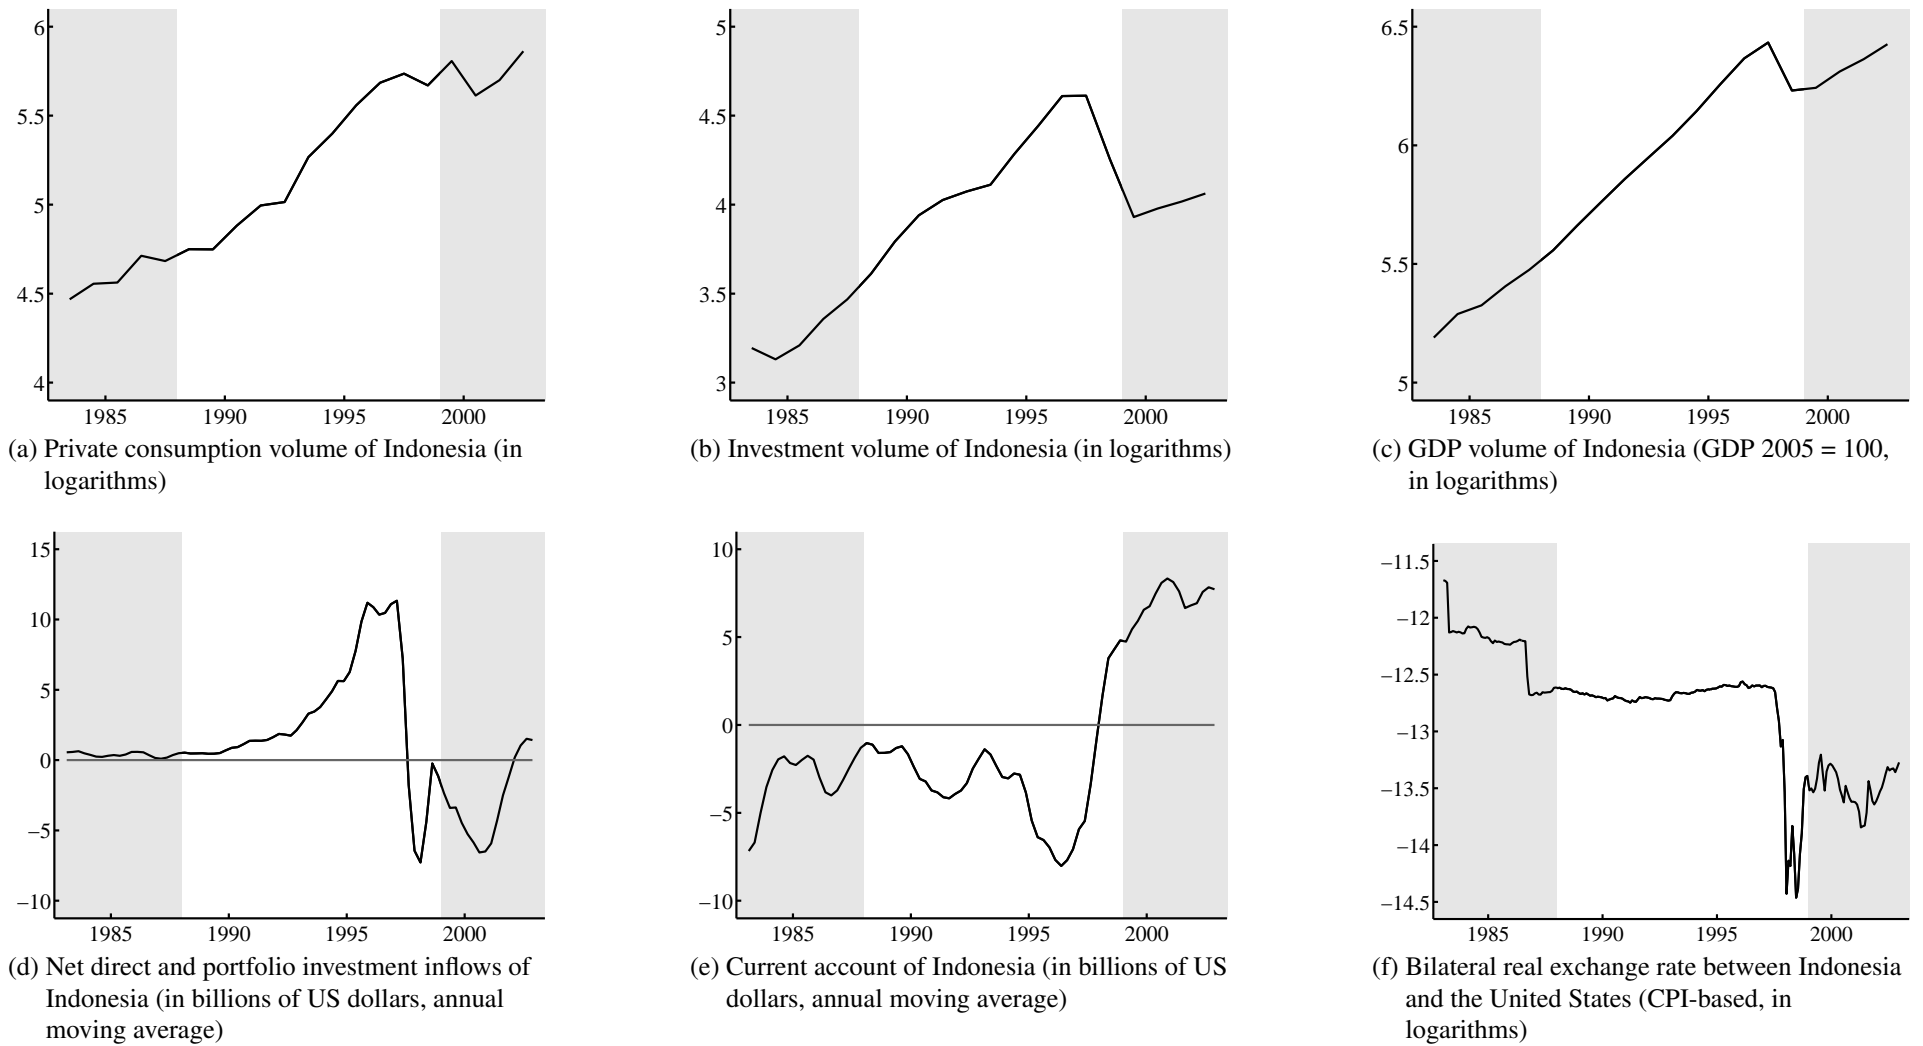 6
5.5
5
4.5
4
1985 1990 1995 2000
(a) Private consumption volume of Indonesia (in
logarithms)
5
4.5
4
3.5
3
1985 1990 1995 2000
(b) Investment volume of Indonesia (in logarithms)
6.5
6
5.5
5
1985 1990 1995 2000
(c) GDP volume of Indonesia (GDP 2005 = 100,
in logarithms)
15
10
5
0
−5
−10
1985 1990 1995 2000
(d) Net direct and portfolio investment inflows of
Indonesia (in billions of US dollars, annual
moving average)
10
5
0
−5
−10
1985 1990 1995 2000
(e) Current account of Indonesia (in billions of US
dollars, annual moving average)
−11.5
−12
−12.5
−13
−13.5
−14
−14.5
1985 1990 1995 2000
(f) Bilateral real exchange rate between Indonesia
and the United States (CPI-based, in
logarithms)